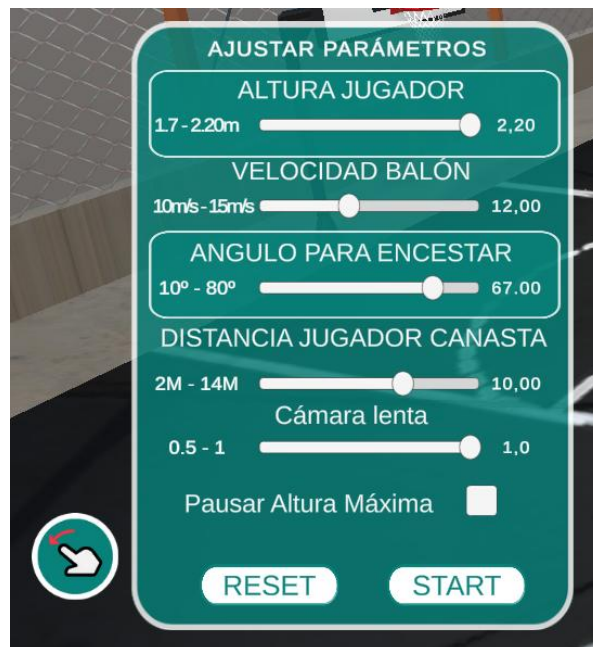 AJUSTAR PARÁMETROS
ALTURA JUGADOR
1.7 - 2.20m 2,20
VELOCIDAD BALÓN
10m/s - 15m/s 12,00
ANGULO PARA ENCESTAR
10º - 80º 67.00
DISTANCIA JUGADOR CANASTA
2M - 14M 10,00
Cámara lenta
0.5 - 1 1,0
Pausar Altura Máxima
RESET START